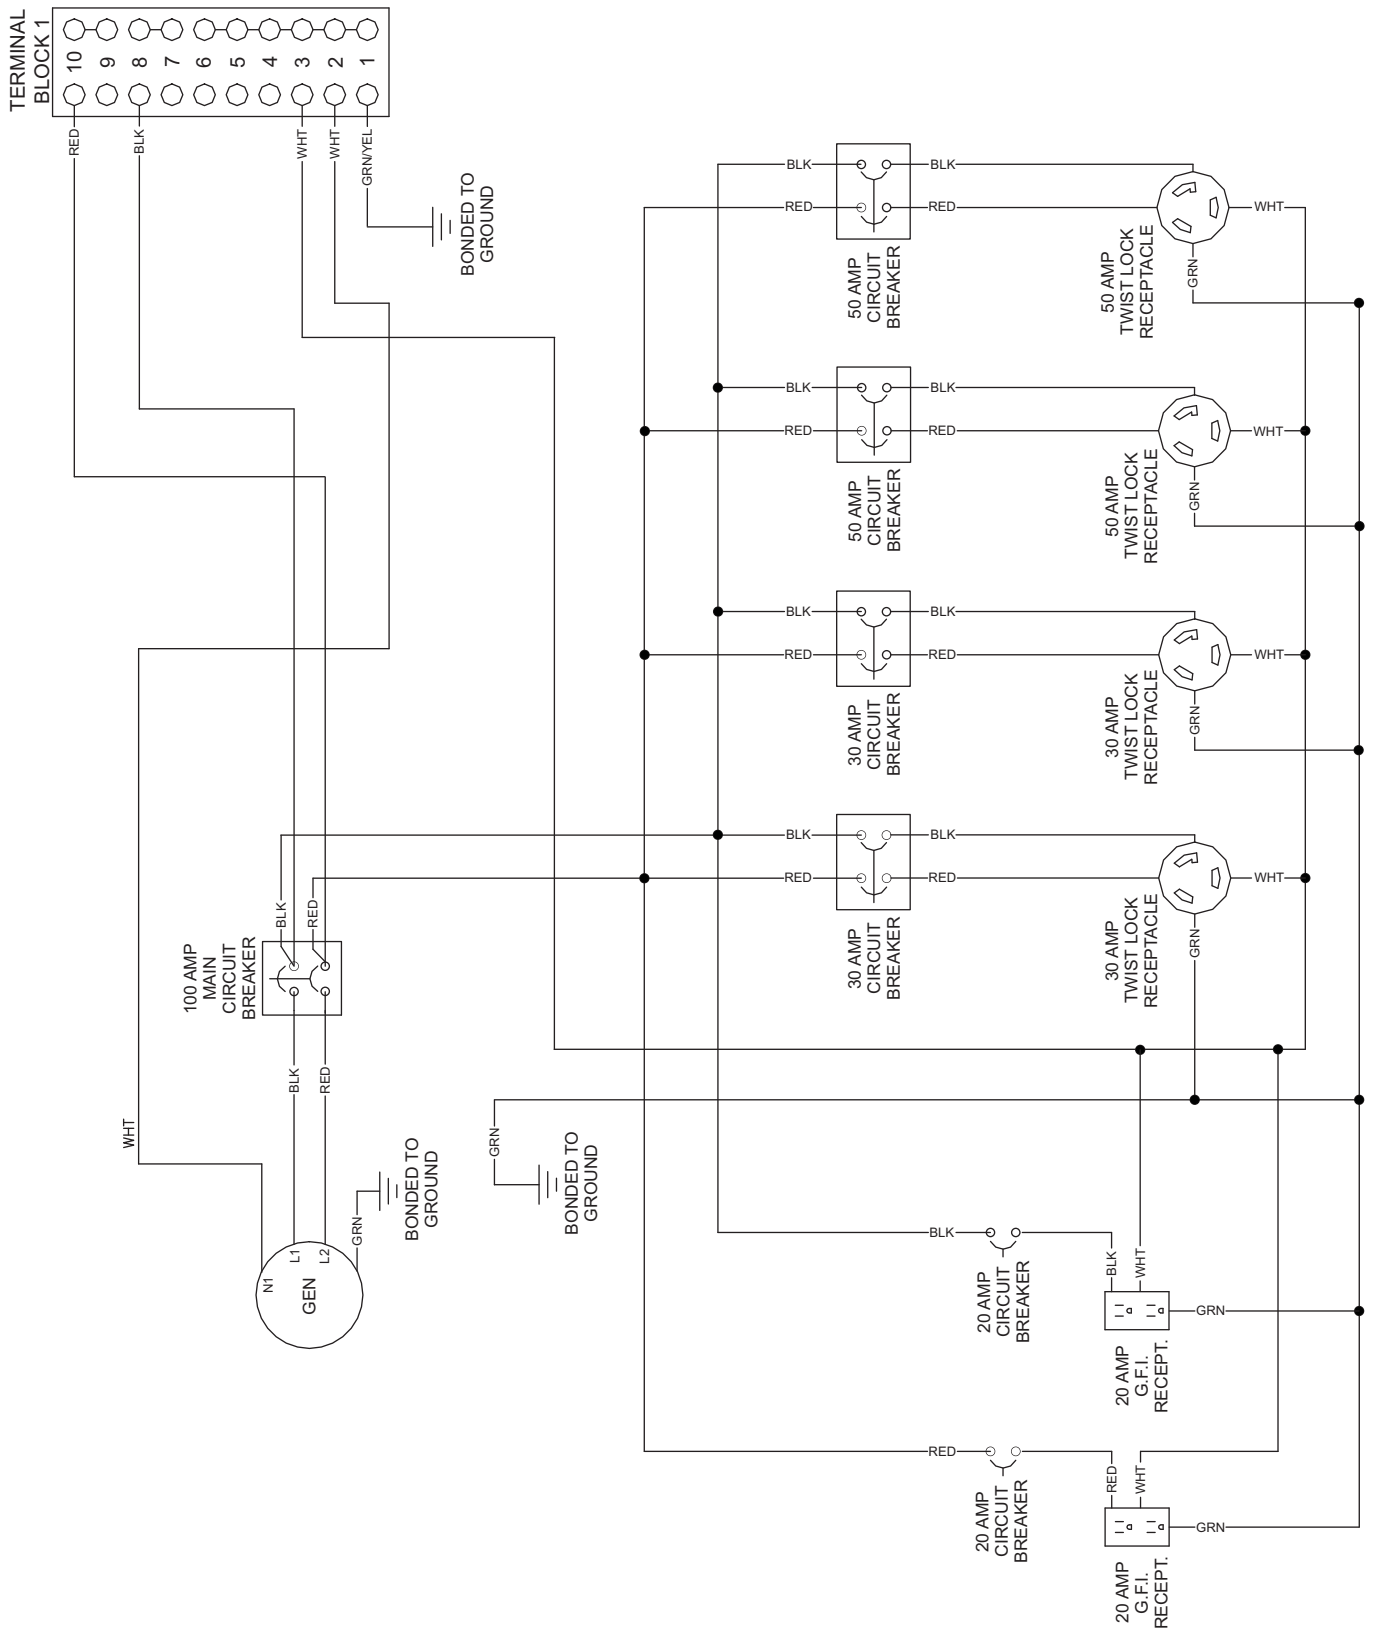 TERMINAL
BLOCK 1
10
9
8
7
6
5
4
3
2
1
RED
BLK
WHT
WHT
GRN/YEL
BONDED TO
GROUND
BLK
BLK
RED
RED
WHT
GRN
50 AMP
CIRCUIT
BREAKER
50 AMP
TWIST LOCK
RECEPTACLE
BLK
BLK
RED
RED
WHT
GRN
50 AMP
CIRCUIT
BREAKER
50 AMP
TWIST LOCK
RECEPTACLE
BLK
BLK
RED
RED
WHT
GRN
30 AMP
CIRCUIT
BREAKER
30 AMP
TWIST LOCK
RECEPTACLE
BLK
BLK
RED
RED
WHT
GRN
30 AMP
CIRCUIT
BREAKER
30 AMP
TWIST LOCK
RECEPTACLE
BLK
RED
100 AMP
MAIN
CIRCUIT
BREAKER
BLK
RED
WHT
GRN
BONDED TO
GROUND
N1
L1
L2
GEN
GRN
BONDED TO
GROUND
BLK
BLK
WHT
20 AMP
CIRCUIT
BREAKER
GRN
20 AMP
G.F.I.
RECEPT.
RED
RED
WHT
20 AMP
CIRCUIT
BREAKER
GRN
20 AMP
G.F.I.
RECEPT.